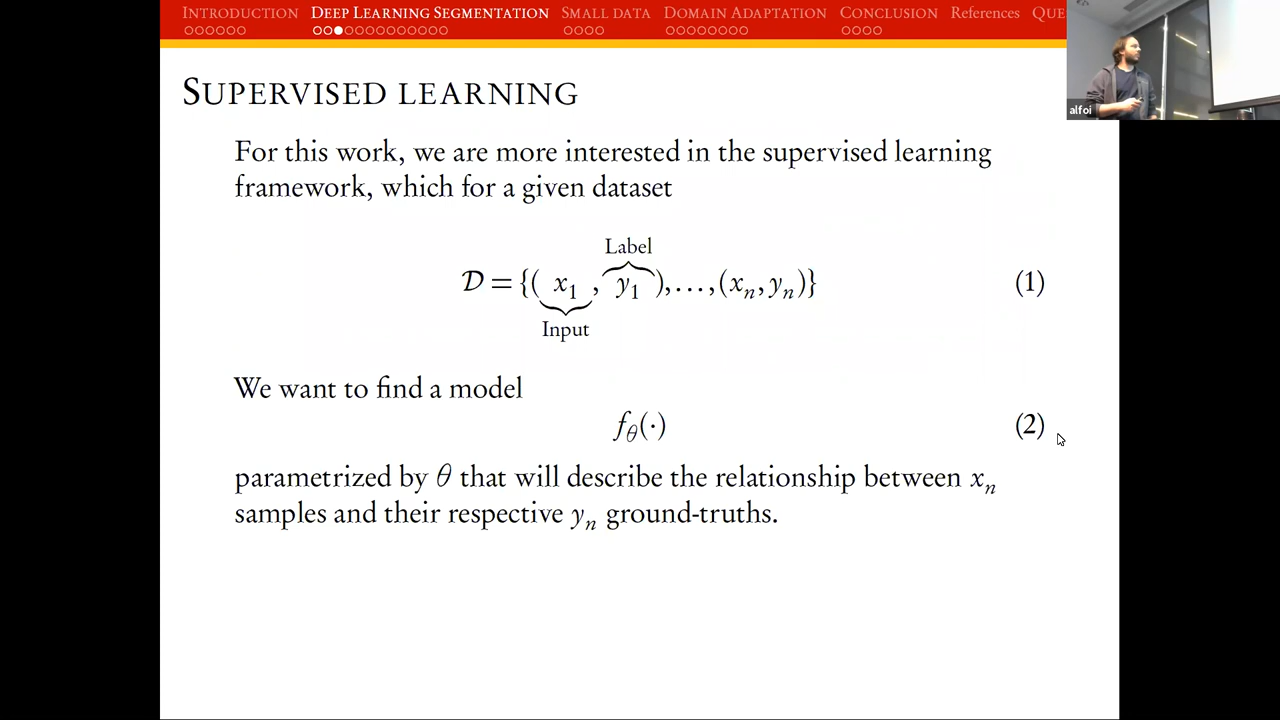 INTRODUCTION DEEP LEARNING SEGMENTATION SMALL DATA DOMAIN ADAPTATION CONCLUSION References QUE
alfoi
SUPERVISED LEARNING
For this work, we are more interested in the supervised learning
framework, which for a given dataset
Label
𝒟 = {( x₁ , y₁ ), . . . , (xₙ, yₙ)} (1)
Input
We want to find a model
f_θ(·) (2)
parametrized by θ that will describe the relationship between xₙ
samples and their respective yₙ ground-truths.